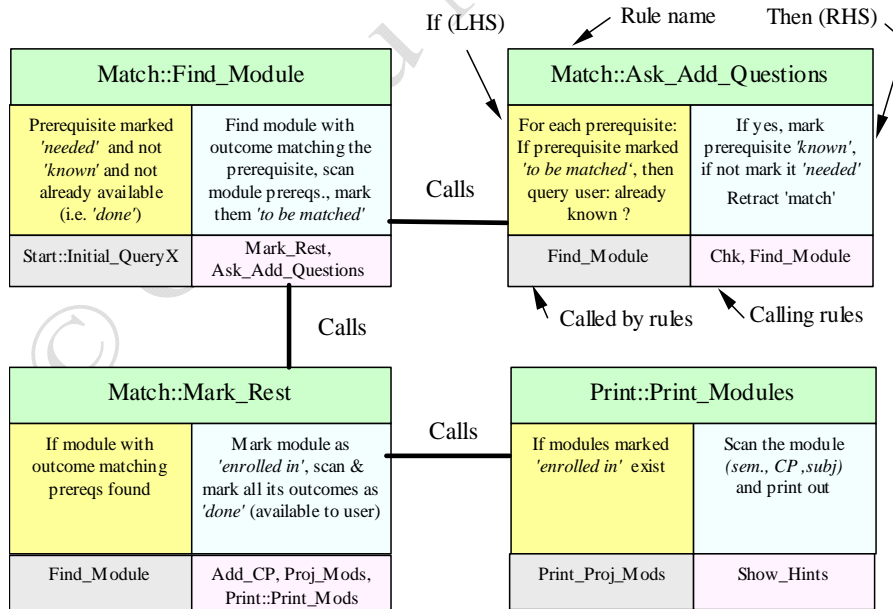 If (LHS)
Rule name
Then (RHS)
Match::Find_Module
Prerequisite marked
'needed' and not
'known' and not
already available
(i.e. 'done')
Find module with
outcome matching
the prerequisite, scan
module prereqs., mark
them 'to be matched'
Start::Initial_QueryX
Mark_Rest,
Ask_Add_Questions
Calls
Match::Ask_Add_Questions
For each prerequisite:
If prerequisite marked
'to be matched', then
query user: already
known ?
If yes, mark
prerequisite 'known',
if not mark it 'needed'
Retract 'match'
Find_Module
Chk, Find_Module
Called by rules
Calling rules
Calls
Match::Mark_Rest
If module with
outcome matching
prereqs found
Mark module as
'enrolled in', scan &
mark all its outcomes as
'done' (available to user)
Find_Module
Add_CP, Proj_Mods,
Print::Print_Mods
Calls
Print::Print_Modules
If modules marked
'enrolled in' exist
Scan the module
(sem., CP ,subj)
and print out
Print_Proj_Mods
Show_Hints
©